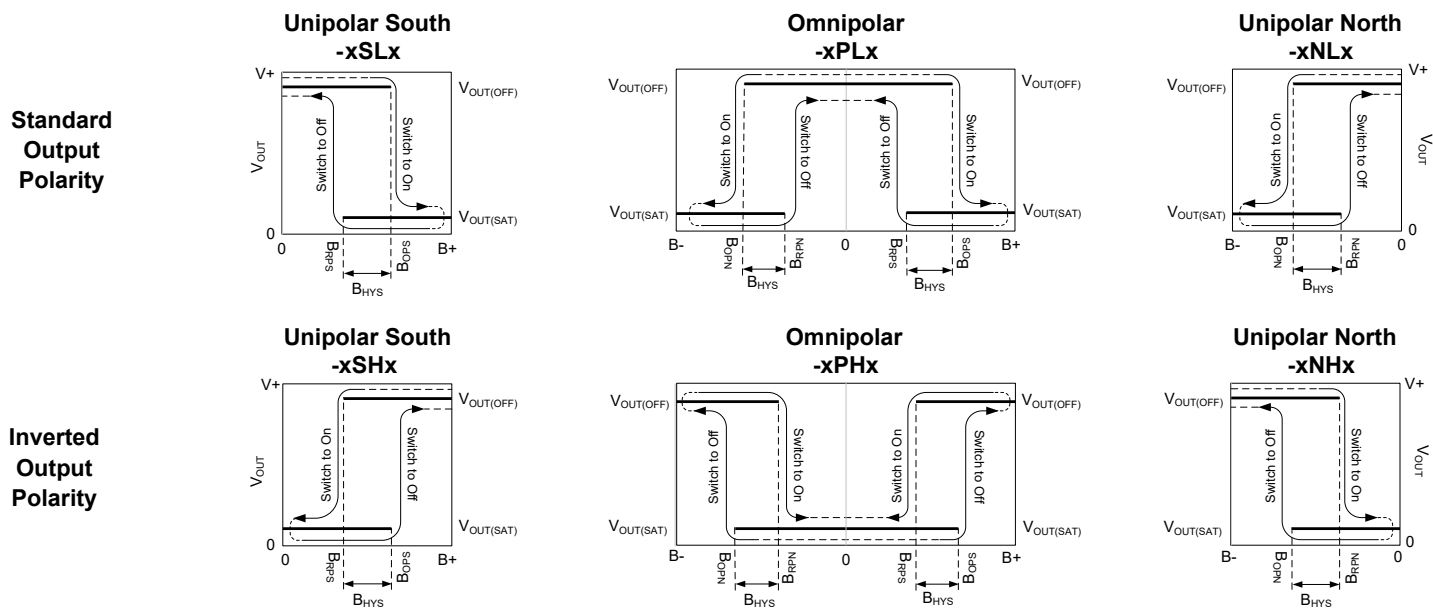 Unipolar South
-xSLx
Omnipolar
-xPLx
Unipolar North
-xNLx
Standard
Output
Polarity
V+
VOUT(OFF)
Switch to Off
Switch to On
VOUT
VOUT(SAT)
0
0
BRPS
BOPS
B+
BHYS
VOUT(OFF)
VOUT(OFF)
Switch to On
Switch to Off
Switch to Off
Switch to On
VOUT(SAT)
VOUT(SAT)
B-
BOPN
BRPN
0
BRPS
BOPS
B+
BHYS
BHYS
V+
VOUT(OFF)
Switch to On
Switch to Off
VOUT
VOUT(SAT)
0
B-
BOPN
BRPN
0
BHYS
Unipolar South
-xSHx
Omnipolar
-xPHx
Unipolar North
-xNHx
Inverted
Output
Polarity
V+
VOUT(OFF)
Switch to On
Switch to Off
VOUT
VOUT(SAT)
0
0
BRPS
BOPS
B+
BHYS
VOUT(OFF)
VOUT(OFF)
Switch to Off
Switch to On
Switch to On
Switch to Off
VOUT(SAT)
VOUT(SAT)
B-
BOPN
BRPN
0
BRPS
BOPS
B+
BHYS
BHYS
V+
VOUT(OFF)
Switch to Off
Switch to On
VOUT
VOUT(SAT)
0
B-
BOPN
BRPN
0
BHYS